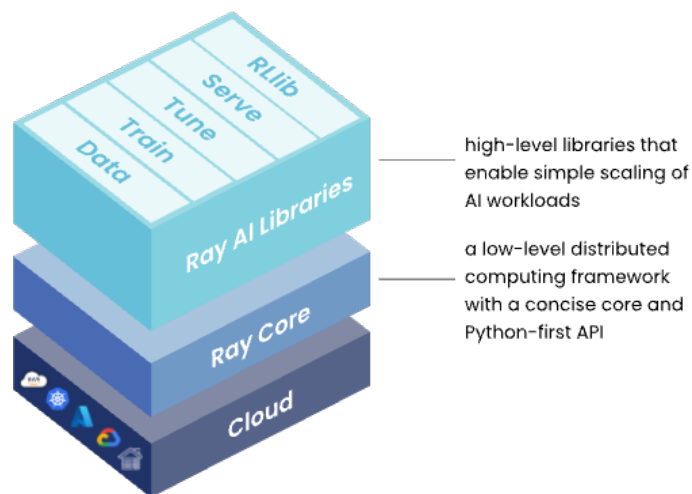 RLlib
Serve
Tune
Train
Data
Ray AI Libraries
high-level libraries that
enable simple scaling of
AI workloads
Ray Core
a low-level distributed
computing framework
with a concise core and
Python-first API
Cloud